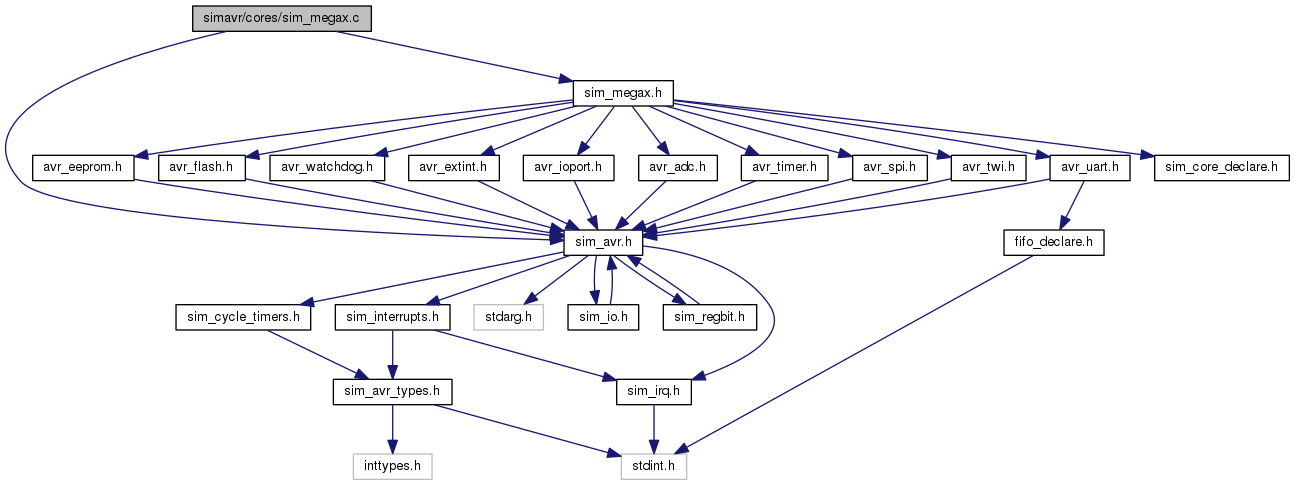 simavr/cores/sim_megax.c
sim_megax.h
avr_eeprom.h
avr_flash.h
avr_watchdog.h
avr_extint.h
avr_ioport.h
avr_adc.h
avr_timer.h
avr_spi.h
avr_twi.h
avr_uart.h
sim_core_declare.h
sim_avr.h
fifo_declare.h
sim_cycle_timers.h
sim_interrupts.h
stdarg.h
sim_io.h
sim_regbit.h
sim_avr_types.h
sim_irq.h
inttypes.h
stdint.h